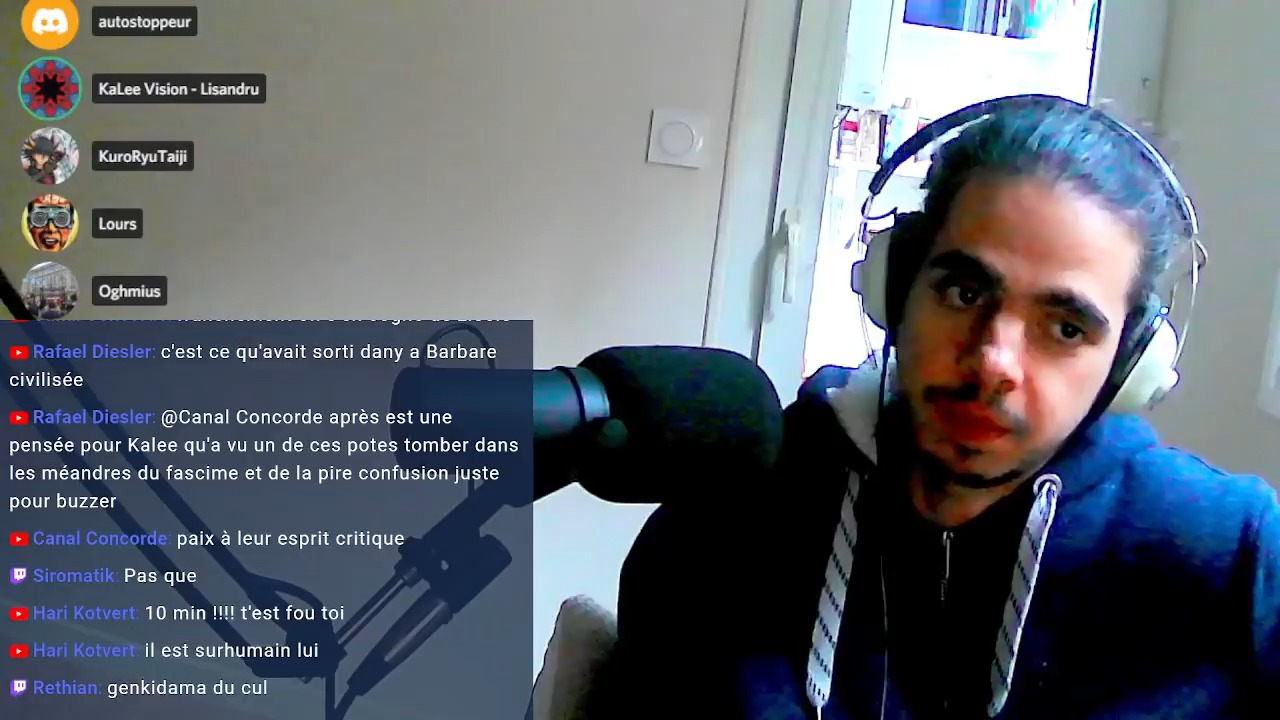 autostoppeur
KaLee Vision - Lisandru
KuroRyuTaiji
Lours
Oghmius
Rafael Diesler: c'est ce qu'avait sorti dany a Barbare
civilisée
Rafael Diesler: @Canal Concorde après est une
pensée pour Kalee qu'a vu un de ces potes tomber dans
les méandres du fascime et de la pire confusion juste
pour buzzer
Canal Concorde: paix à leur esprit critique
Siromatik: Pas que
Hari Kotvert: 10 min !!!! t'est fou toi
Hari Kotvert: il est surhumain lui
Rethian: genkidama du cul